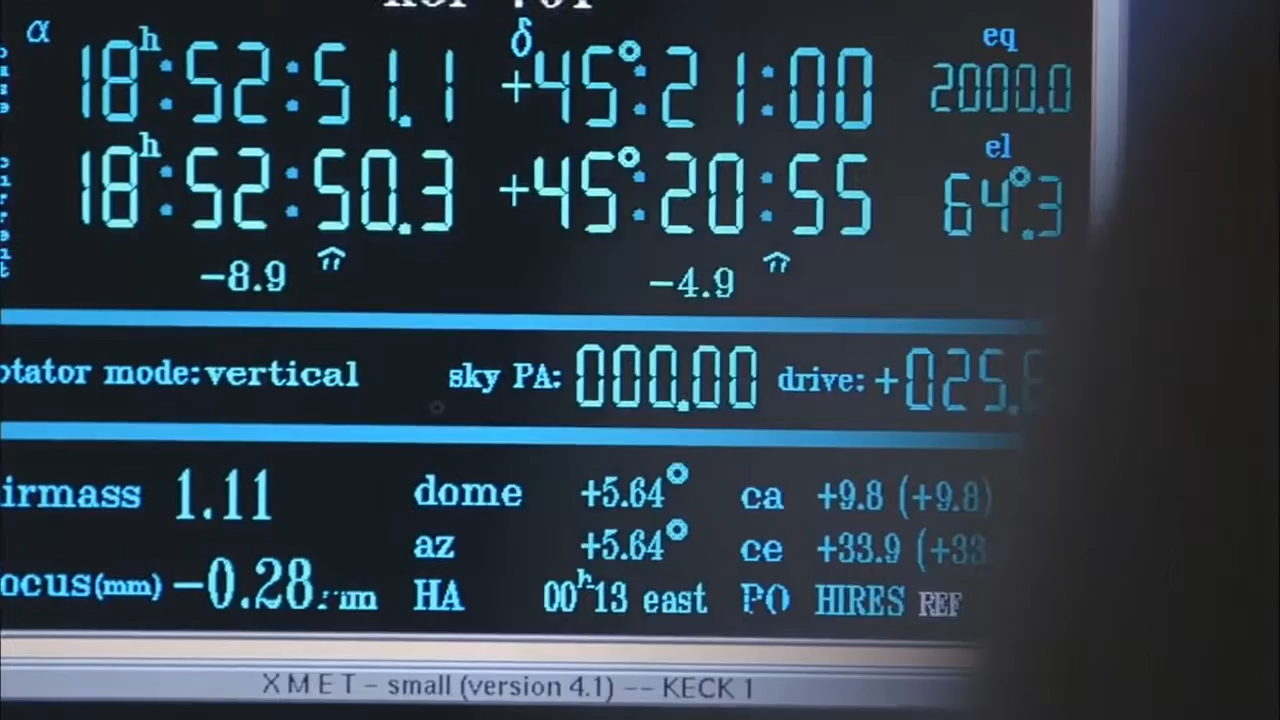 α 18h:52:51.1 δ +45°:21:00 eq 2000.0
18h:52:50.3 +45°:20:55 el 64°.3
-8.9 -4.9
mode:vertical sky PA: 000.00 drive: +025.
1.11 dome +5.64° ca +9.8 (+9.8)
az +5.64° ce +33.9 (+33
(mm) -0.28 HA 00h13 east PO HIRES REF
XMET - small (version 4.1) -- KECK 1